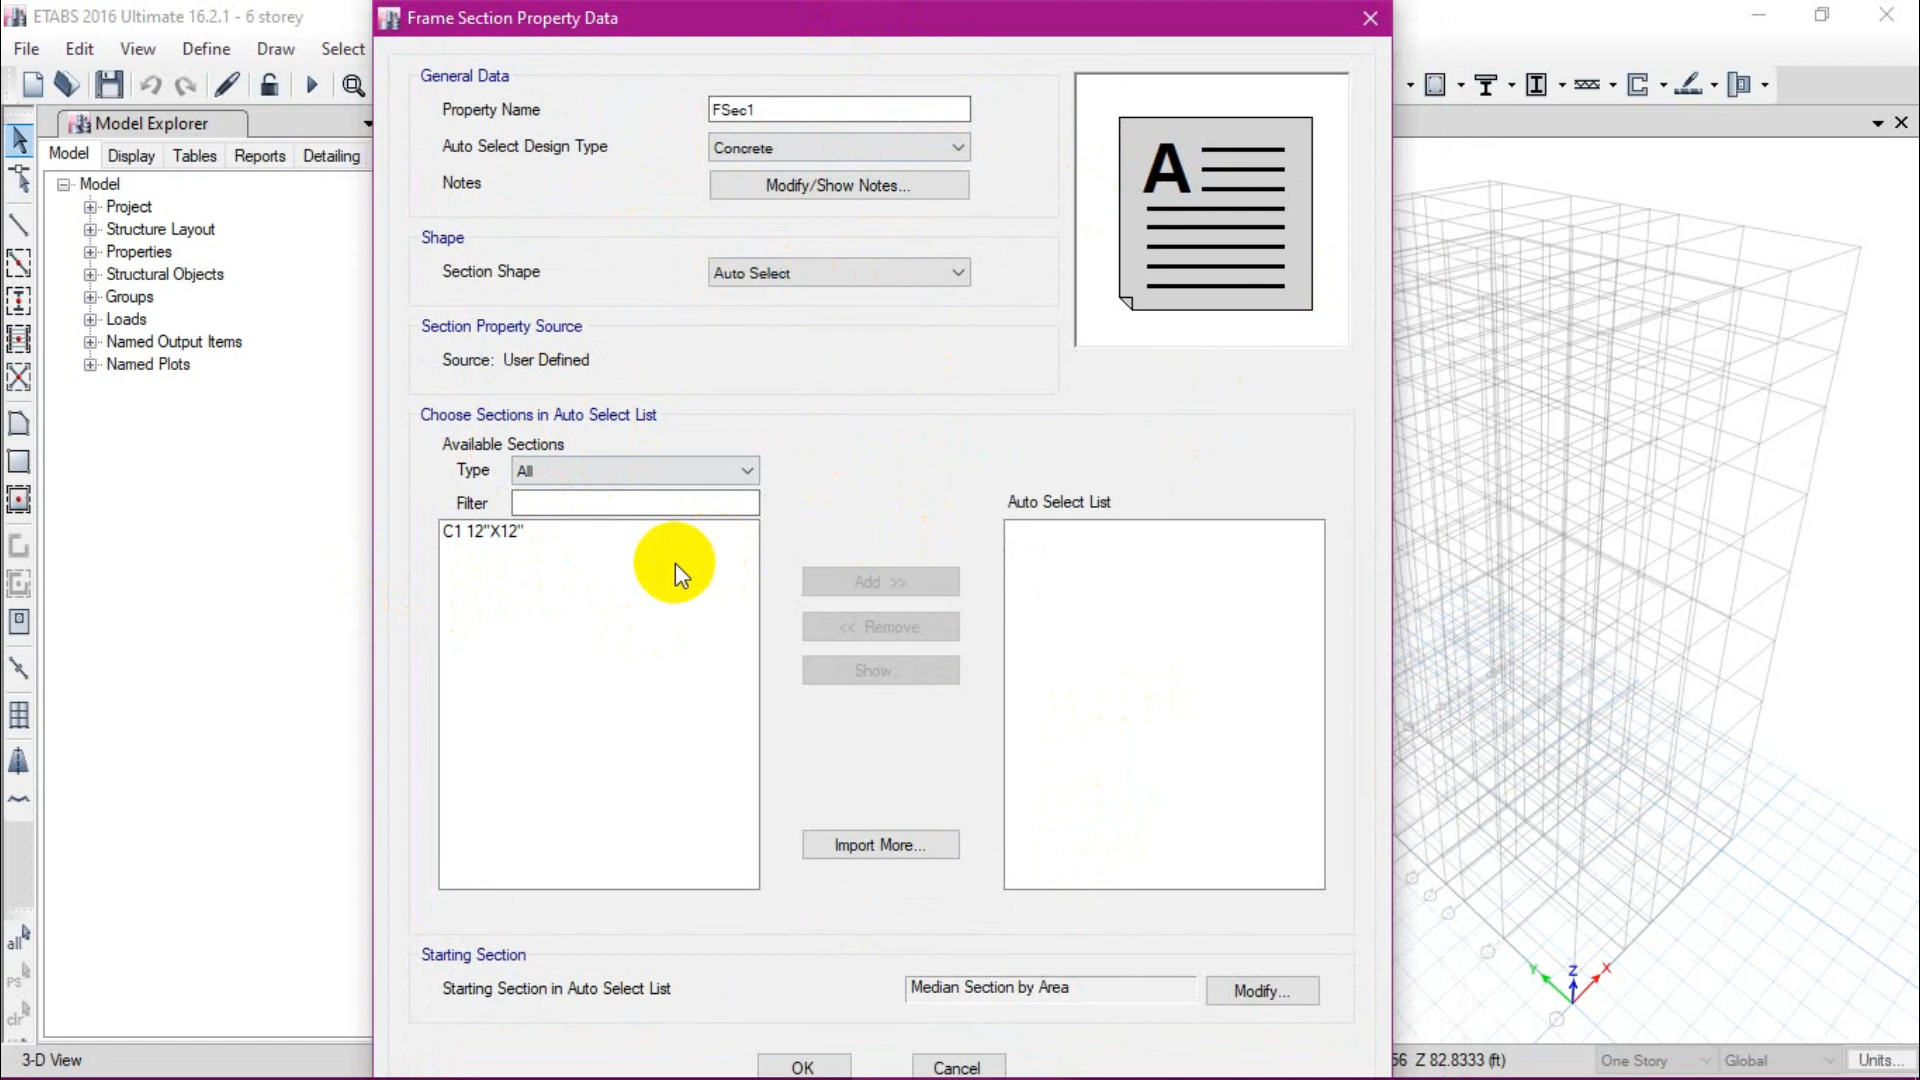 ETABS 2016 Ultimate 16.2.1 - 6 storey
Frame Section Property Data
File Edit View Define Draw Select
Model Explorer
Model Display Tables Reports Detailing
Model
Project
Structure Layout
Properties
Structural Objects
Groups
Loads
Named Output Items
Named Plots
General Data
Property Name FSec1
Auto Select Design Type Concrete
Notes Modify/Show Notes...
A
Shape
Section Shape Auto Select
Section Property Source
Source: User Defined
Choose Sections in Auto Select List
Available Sections
Type All
Filter
Auto Select List
C1 12"X12"
Add >>
<< Remove
Show...
Import More...
Starting Section
Starting Section in Auto Select List Median Section by Area Modify...
OK Cancel
all
PS
clr
Y Z X
3-D View
56 Z 82.8333 (ft) One Story Global Units...